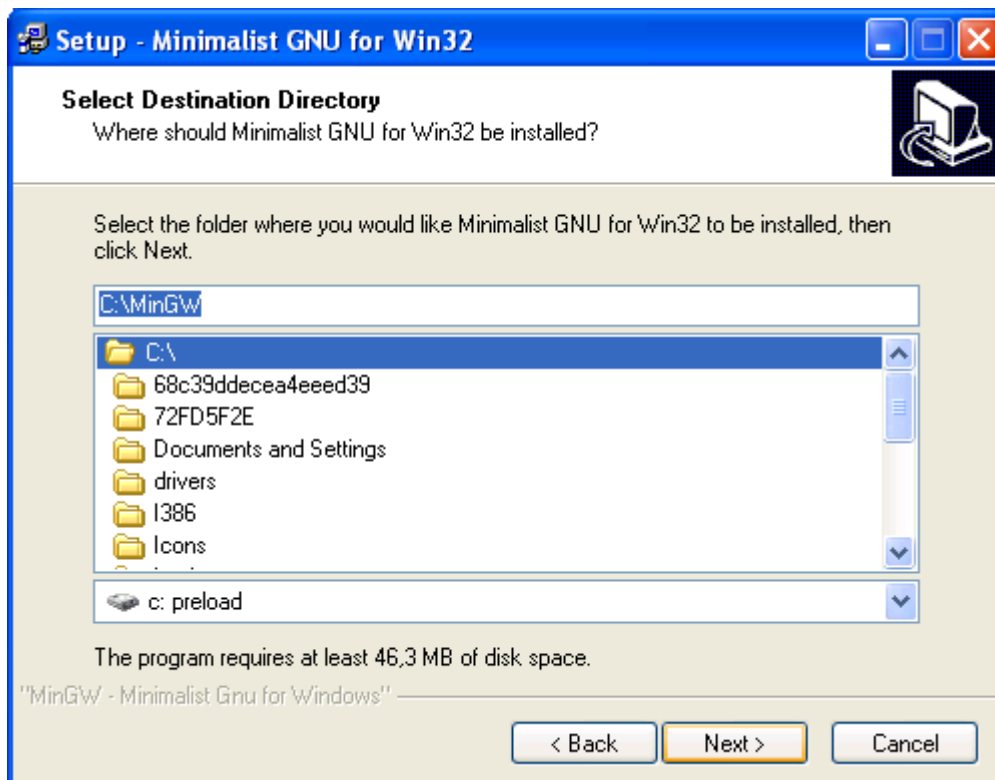 Setup - Minimalist GNU for Win32
Select Destination Directory
Where should Minimalist GNU for Win32 be installed?
Select the folder where you would like Minimalist GNU for Win32 to be installed, then
click Next.
C:\MinGW
C:\
68c39ddecea4eeed39
72FD5F2E
Documents and Settings
drivers
I386
Icons
c: preload
The program requires at least 46,3 MB of disk space.
"MinGW - Minimalist Gnu for Windows"
< Back
Next >
Cancel